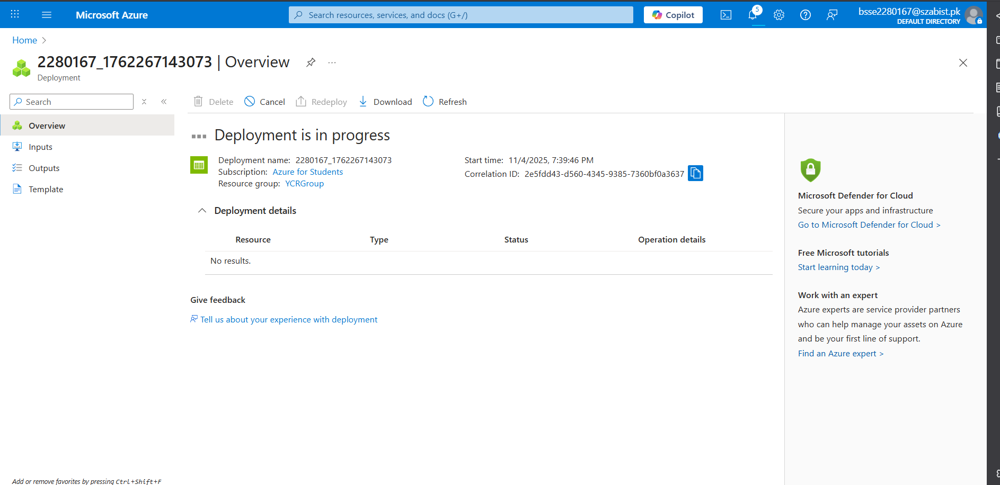 Microsoft Azure
Search resources, services, and docs (G+/)
Copilot
5
bsse2280167@szabist.pk
DEFAULT DIRECTORY
Home
2280167_1762267143073 | Overview
Deployment
Search
Delete
Cancel
Redeploy
Download
Refresh
Overview
Inputs
Outputs
Template
Deployment is in progress
Deployment name: 2280167_1762267143073
Subscription: Azure for Students
Resource group: YCRGroup
Start time: 11/4/2025, 7:39:46 PM
Correlation ID: 2e5fdd43-d560-4345-9385-7360bf0a3637
Deployment details
Resource Type Status Operation details
No results.
Give feedback
Tell us about your experience with deployment
Microsoft Defender for Cloud
Secure your apps and infrastructure
Go to Microsoft Defender for Cloud >
Free Microsoft tutorials
Start learning today >
Work with an expert
Azure experts are service provider partners
who can help manage your assets on Azure
and be your first line of support.
Find an Azure expert >
Add or remove favorites by pressing Ctrl+Shift+F